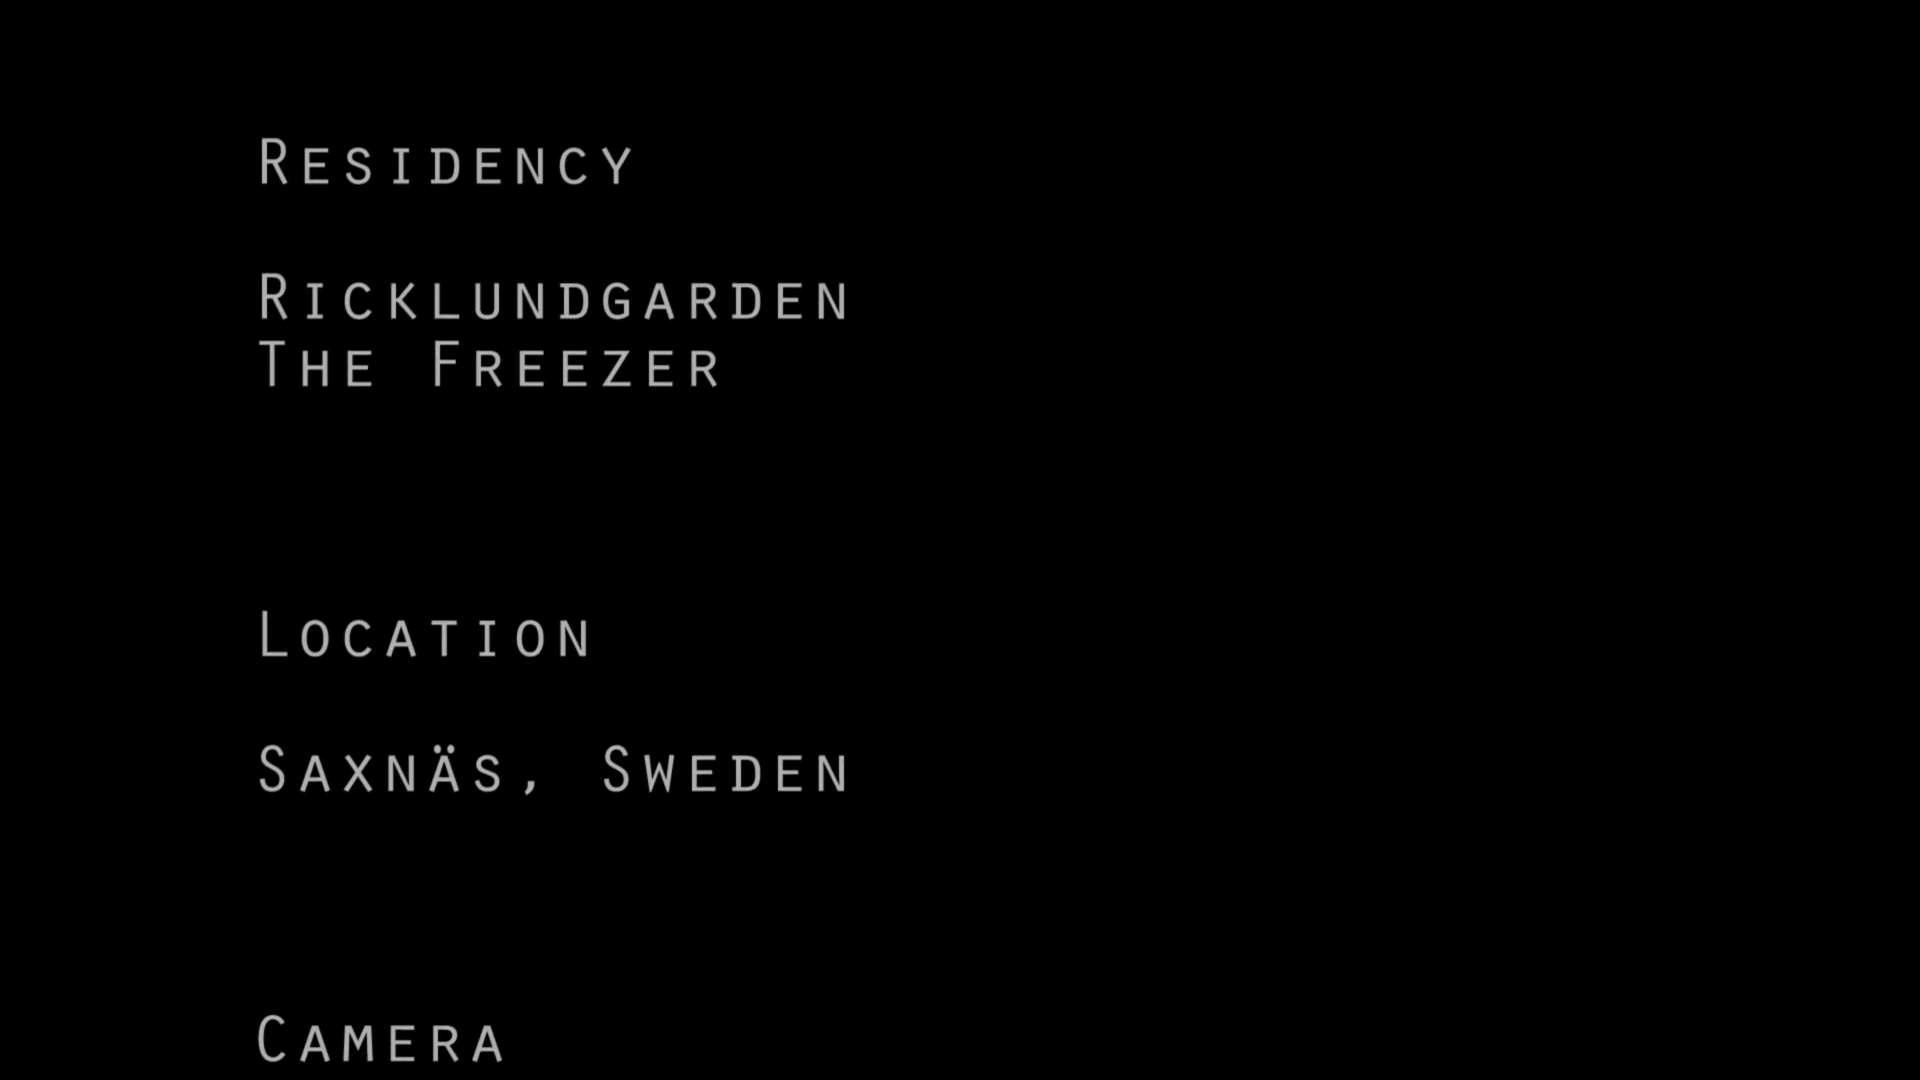 Residency
Ricklundgarden
The Freezer
Location
Saxnäs, Sweden
Camera